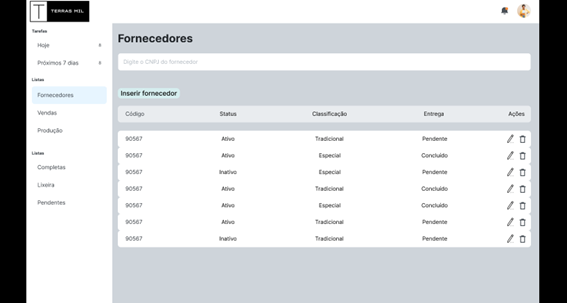 T TERRAS MIL
Tarefas
Hoje
Próximos 7 dias
Listas
Fornecedores
Vendas
Produção
Listas
Completas
Lixeira
Pendentes
Fornecedores
Digite o CNPJ do fornecedor
Inserir fornecedor
Código Status Classificação Entrega Ações
90567 Ativo Tradicional Pendente
90567 Ativo Especial Concluído
90567 Inativo Especial Pendente
90567 Ativo Tradicional Concluído
90567 Ativo Especial Concluído
90567 Ativo Tradicional Pendente
90567 Inativo Tradicional Pendente